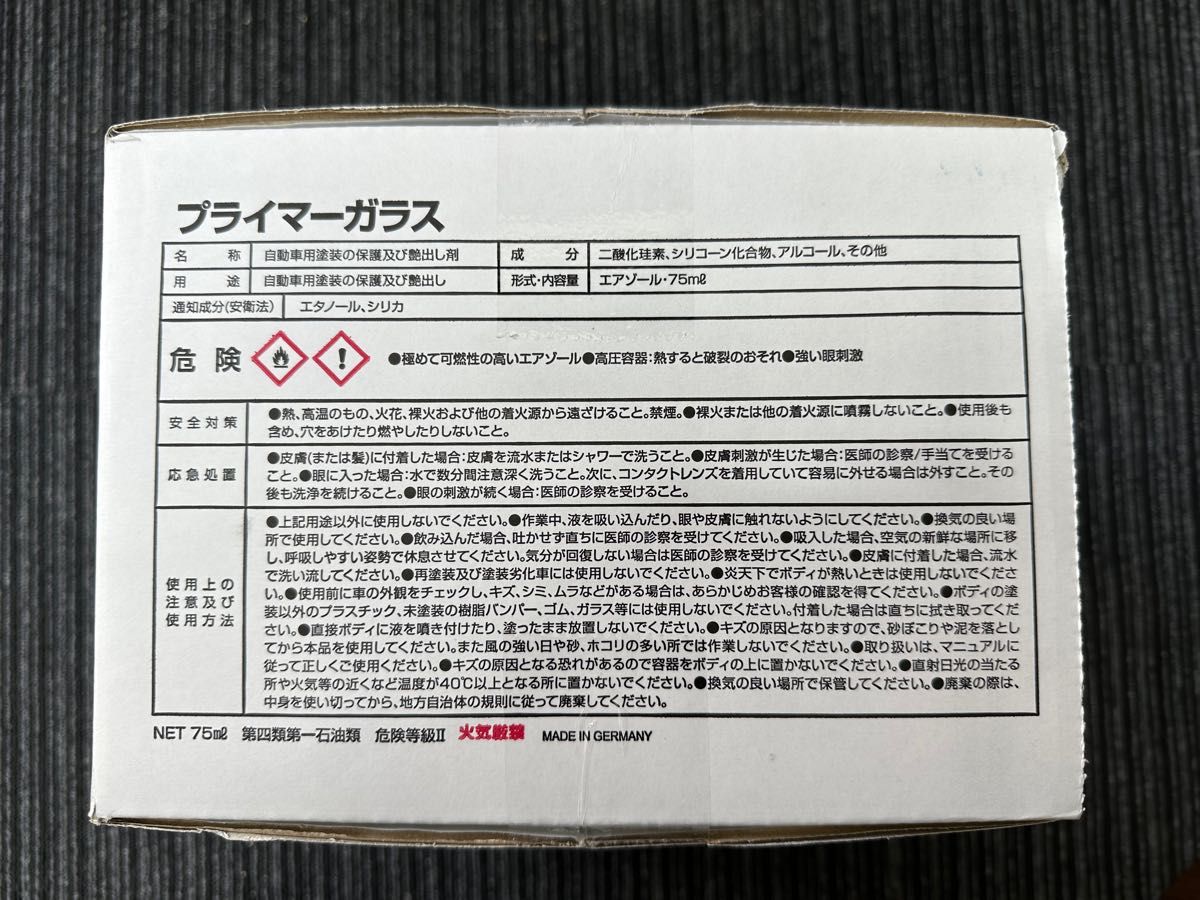 プライマーガラス
名称 自動車用塗装の保護及び艶出し剤 成分 二酸化珪素、シリコーン化合物、アルコール、その他
用途 自動車用塗装の保護及び艶出し 形式・内容量 エアゾール・75㎖
通知成分(安衛法) エタノール、シリカ
危険 ●極めて可燃性の高いエアゾール●高圧容器:熱すると破裂のおそれ●強い眼刺激
安全対策
●熱、高温のもの、火花、裸火および他の着火源から遠ざけること。禁煙。●裸火または他の着火源に噴霧しないこと。●使用後も
含め、穴をあけたり燃やしたりしないこと。
応急処置
●皮膚(または髪)に付着した場合:皮膚を流水またはシャワーで洗うこと。●皮膚刺激が生じた場合:医師の診察/手当てを受ける
こと。●眼に入った場合:水で数分間注意深く洗うこと。次に、コンタクトレンズを着用していて容易に外せる場合は外すこと。その
後も洗浄を続けること。●眼の刺激が続く場合:医師の診察を受けること。
使用上の
注意及び
使用方法
●上記用途以外に使用しないでください。●作業中、液を吸い込んだり、眼や皮膚に触れないようにしてください。●換気の良い場
所で使用してください。●飲み込んだ場合、吐かせず直ちに医師の診察を受けてください。●吸入した場合、空気の新鮮な場所に移
し、呼吸しやすい姿勢で休息させてください。気分が回復しない場合は医師の診察を受けてください。●皮膚に付着した場合、流水
で洗い流してください。●再塗装及び塗装劣化車には使用しないでください。●炎天下でボディが熱いときは使用しないでくださ
い。●使用前に車の外観をチェックし、キズ、シミ、ムラなどがある場合は、あらかじめお客様の確認を得てください。●ボディの塗
装以外のプラスチック、未塗装の樹脂バンパー、ゴム、ガラス等には使用しないでください。付着した場合は直ちに拭き取ってくだ
さい。●直接ボディに液を噴き付けたり、塗ったまま放置しないでください。●キズの原因となりますので、砂ぼこりや泥を落とし
てから本品を使用してください。また風の強い日や砂、ホコリの多い所では作業しないでください。●取り扱いは、マニュアルに
従って正しくご使用ください。●キズの原因となる恐れがあるので容器をボディの上に置かないでください。●直射日光の当たる
所や火気等の近くなど温度が40℃以上となる所に置かないでください。●換気の良い場所で保管してください。●廃棄の際は、
中身を使い切ってから、地方自治体の規則に従って廃棄してください。
NET 75㎖ 第四類第一石油類 危険等級Ⅱ 火気厳禁 MADE IN GERMANY